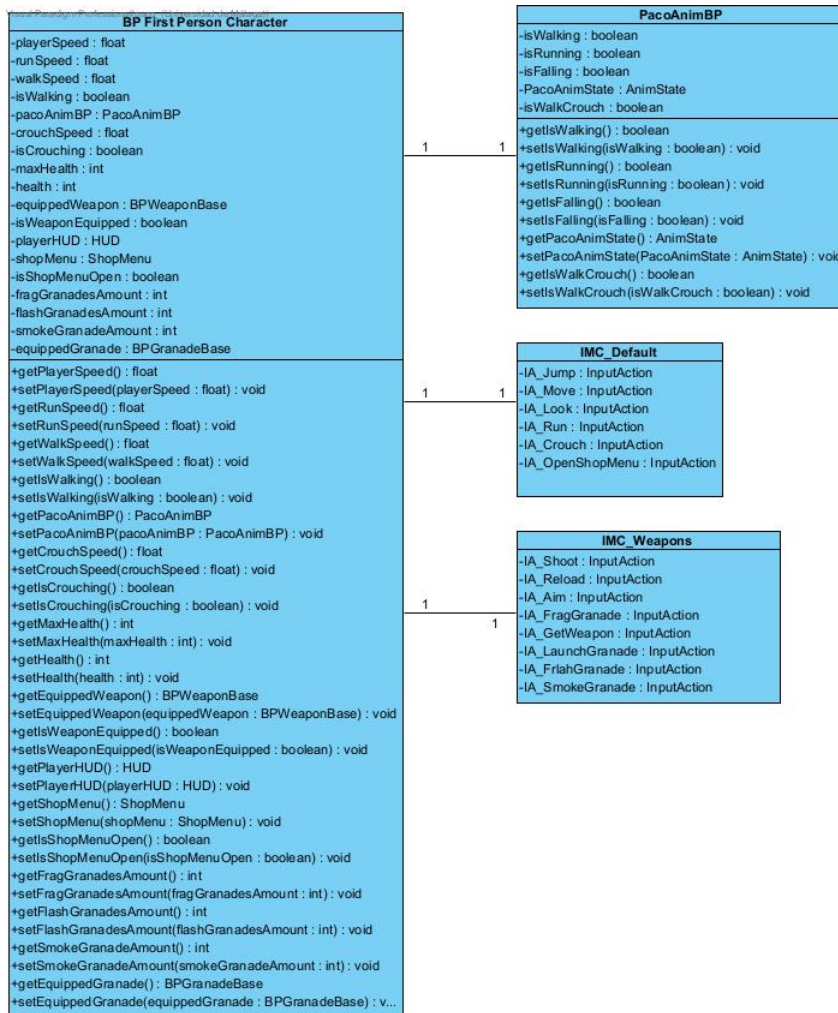 Visual Paradigm Professional (Universidad de Málaga)
BP First Person Character
-playerSpeed : float
-runSpeed : float
-walkSpeed : float
-isWalking : boolean
-pacoAnimBP : PacoAnimBP
-crouchSpeed : float
-isCrouching : boolean
-maxHealth : int
-health : int
-equippedWeapon : BPWeaponBase
-isWeaponEquipped : boolean
-playerHUD : HUD
-shopMenu : ShopMenu
-isShopMenuOpen : boolean
-fragGranadesAmount : int
-flashGranadesAmount : int
-smokeGranadeAmount : int
-equippedGranade : BPGranadeBase
+getPlayerSpeed() : float
+setPlayerSpeed(playerSpeed : float) : void
+getRunSpeed() : float
+setRunSpeed(runSpeed : float) : void
+getWalkSpeed() : float
+setWalkSpeed(walkSpeed : float) : void
+getIsWalking() : boolean
+setIsWalking(isWalking : boolean) : void
+getPacoAnimBP() : PacoAnimBP
+setPacoAnimBP(pacoAnimBP : PacoAnimBP) : void
+getCrouchSpeed() : float
+setCrouchSpeed(crouchSpeed : float) : void
+getIsCrouching() : boolean
+setIsCrouching(isCrouching : boolean) : void
+getMaxHealth() : int
+setMaxHealth(maxHealth : int) : void
+getHealth() : int
+setHealth(health : int) : void
+getEquippedWeapon() : BPWeaponBase
+setEquippedWeapon(equippedWeapon : BPWeaponBase) : void
+getIsWeaponEquipped() : boolean
+setIsWeaponEquipped(isWeaponEquipped : boolean) : void
+getPlayerHUD() : HUD
+setPlayerHUD(playerHUD : HUD) : void
+getShopMenu() : ShopMenu
+setShopMenu(shopMenu : ShopMenu) : void
+getIsShopMenuOpen() : boolean
+setIsShopMenuOpen(isShopMenuOpen : boolean) : void
+getFragGranadesAmount() : int
+setFragGranadesAmount(fragGranadesAmount : int) : void
+getFlashGranadesAmount() : int
+setFlashGranadesAmount(flashGranadesAmount : int) : void
+getSmokeGranadeAmount() : int
+setSmokeGranadeAmount(smokeGranadeAmount : int) : void
+getEquippedGranade() : BPGranadeBase
+setEquippedGranade(equippedGranade : BPGranadeBase) : v...
1 1
1 1
1
1
PacoAnimBP
-isWalking : boolean
-isRunning : boolean
-isFalling : boolean
-PacoAnimState : AnimState
-isWalkCrouch : boolean
+getIsWalking() : boolean
+setIsWalking(isWalking : boolean) : void
+getIsRunning() : boolean
+setIsRunning(isRunning : boolean) : void
+getIsFalling() : boolean
+setIsFalling(isFalling : boolean) : void
+getPacoAnimState() : AnimState
+setPacoAnimState(PacoAnimState : AnimState) : void
+getIsWalkCrouch() : boolean
+setIsWalkCrouch(isWalkCrouch : boolean) : void
IMC_Default
-IA_Jump : InputAction
-IA_Move : InputAction
-IA_Look : InputAction
-IA_Run : InputAction
-IA_Crouch : InputAction
-IA_OpenShopMenu : InputAction
IMC_Weapons
-IA_Shoot : InputAction
-IA_Reload : InputAction
-IA_Aim : InputAction
-IA_FragGranade : InputAction
-IA_GetWeapon : InputAction
-IA_LaunchGranade : InputAction
-IA_FrlahGranade : InputAction
-IA_SmokeGranade : InputAction